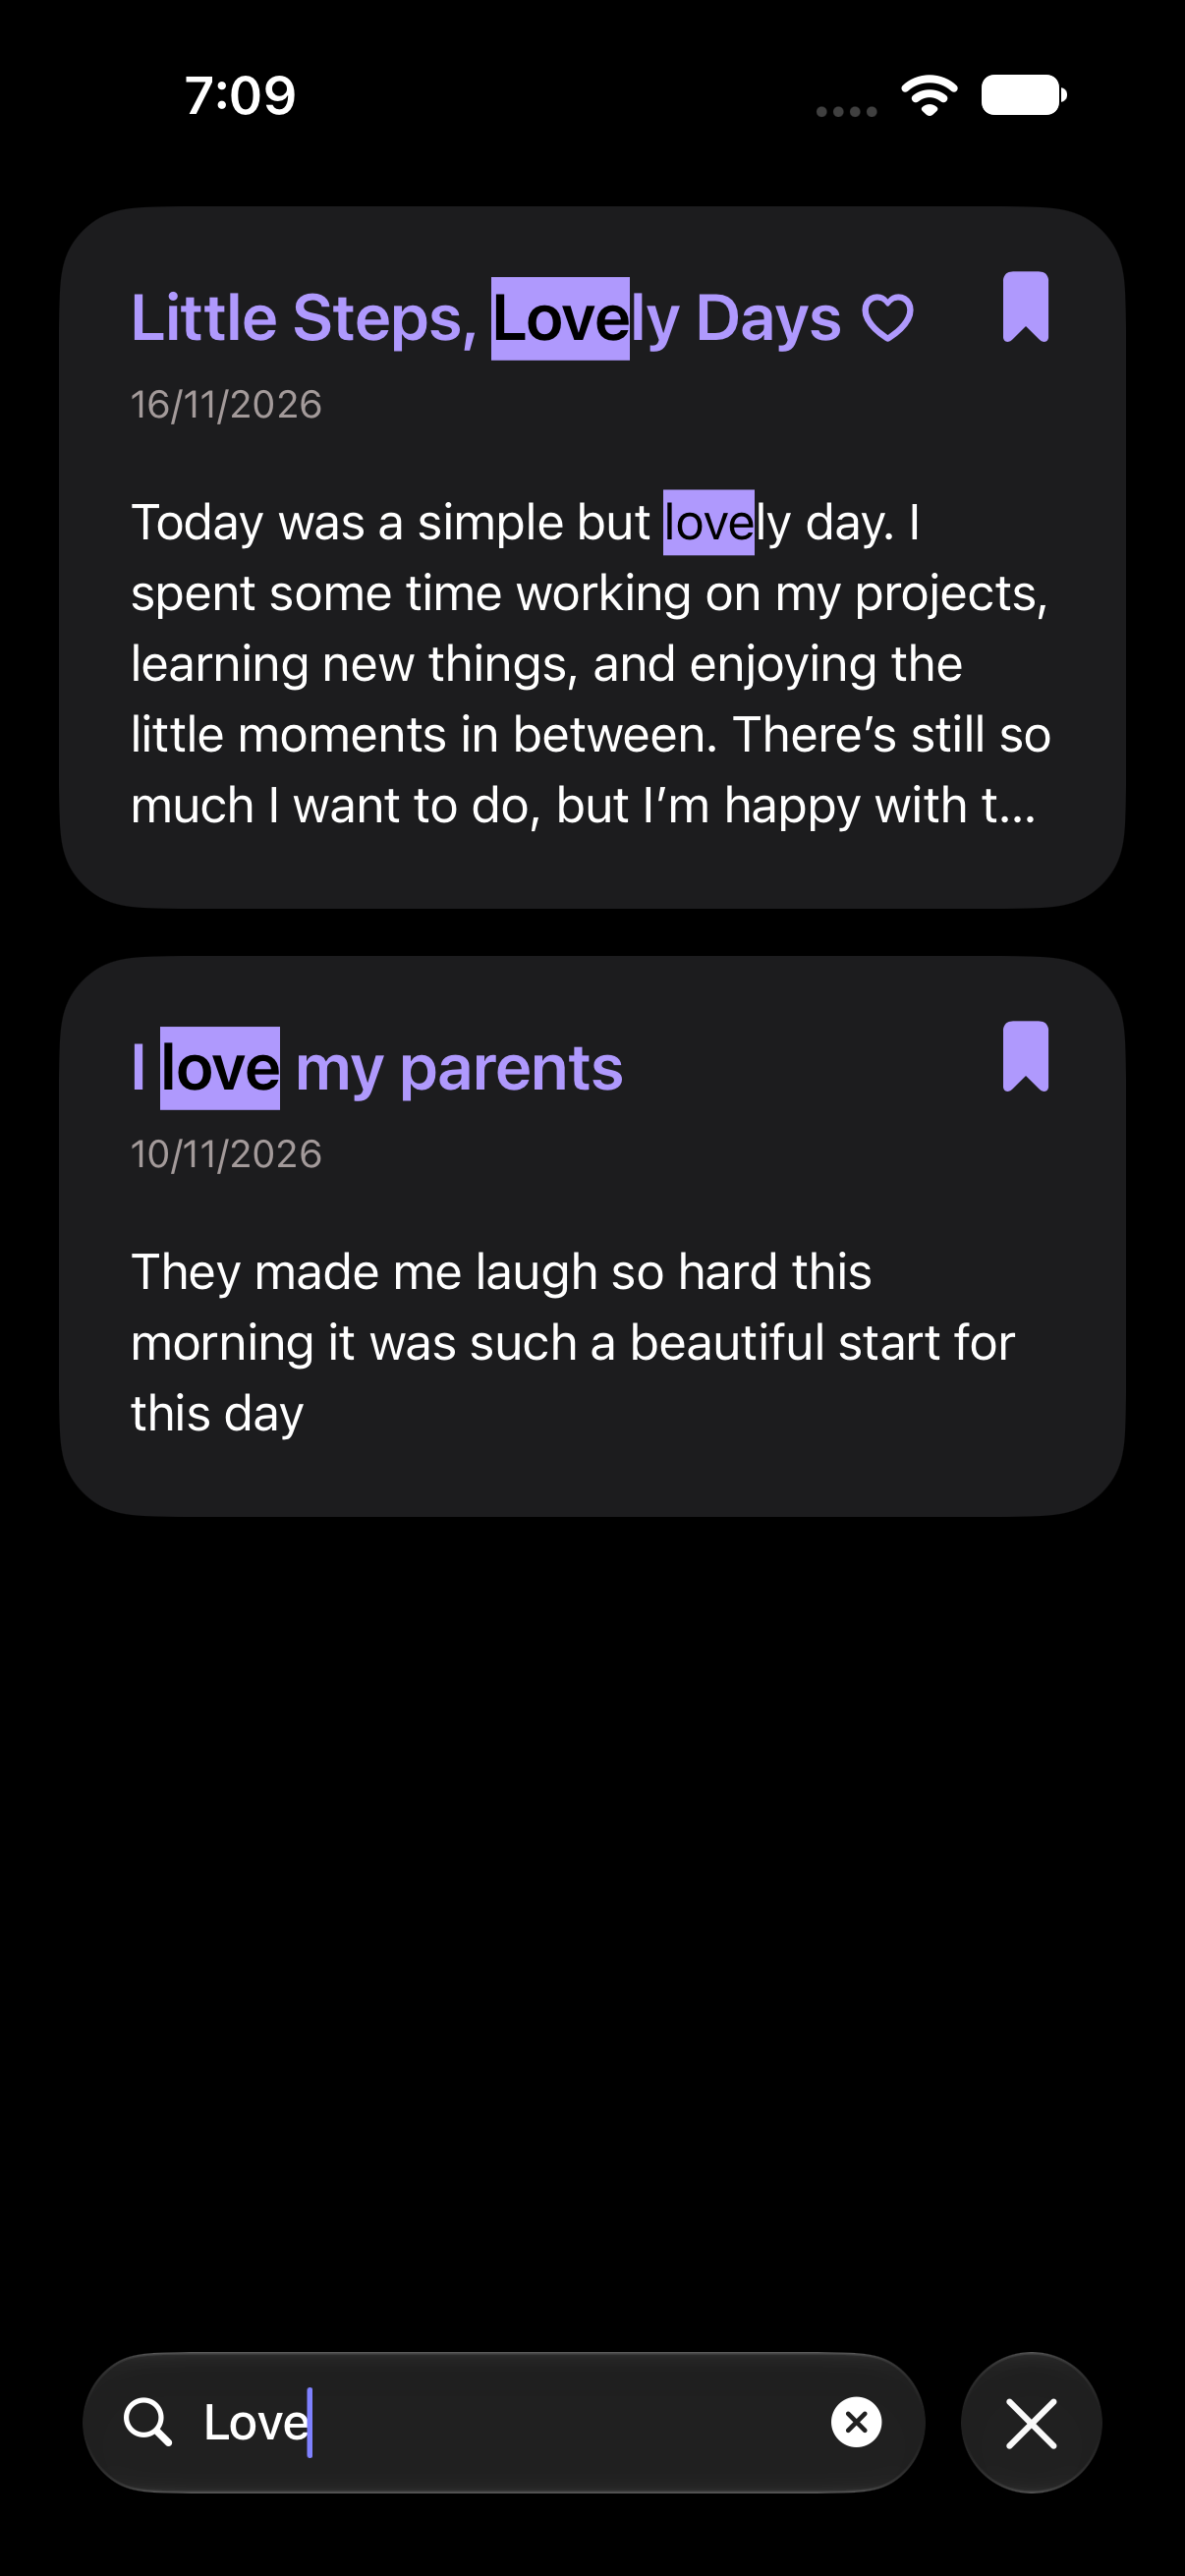 7:09
Little Steps, Lovely Days ♡
16/11/2026
Today was a simple but lovely day. I
spent some time working on my projects,
learning new things, and enjoying the
little moments in between. There’s still so
much I want to do, but I’m happy with t...
I love my parents
10/11/2026
They made me laugh so hard this
morning it was such a beautiful start for
this day
Love